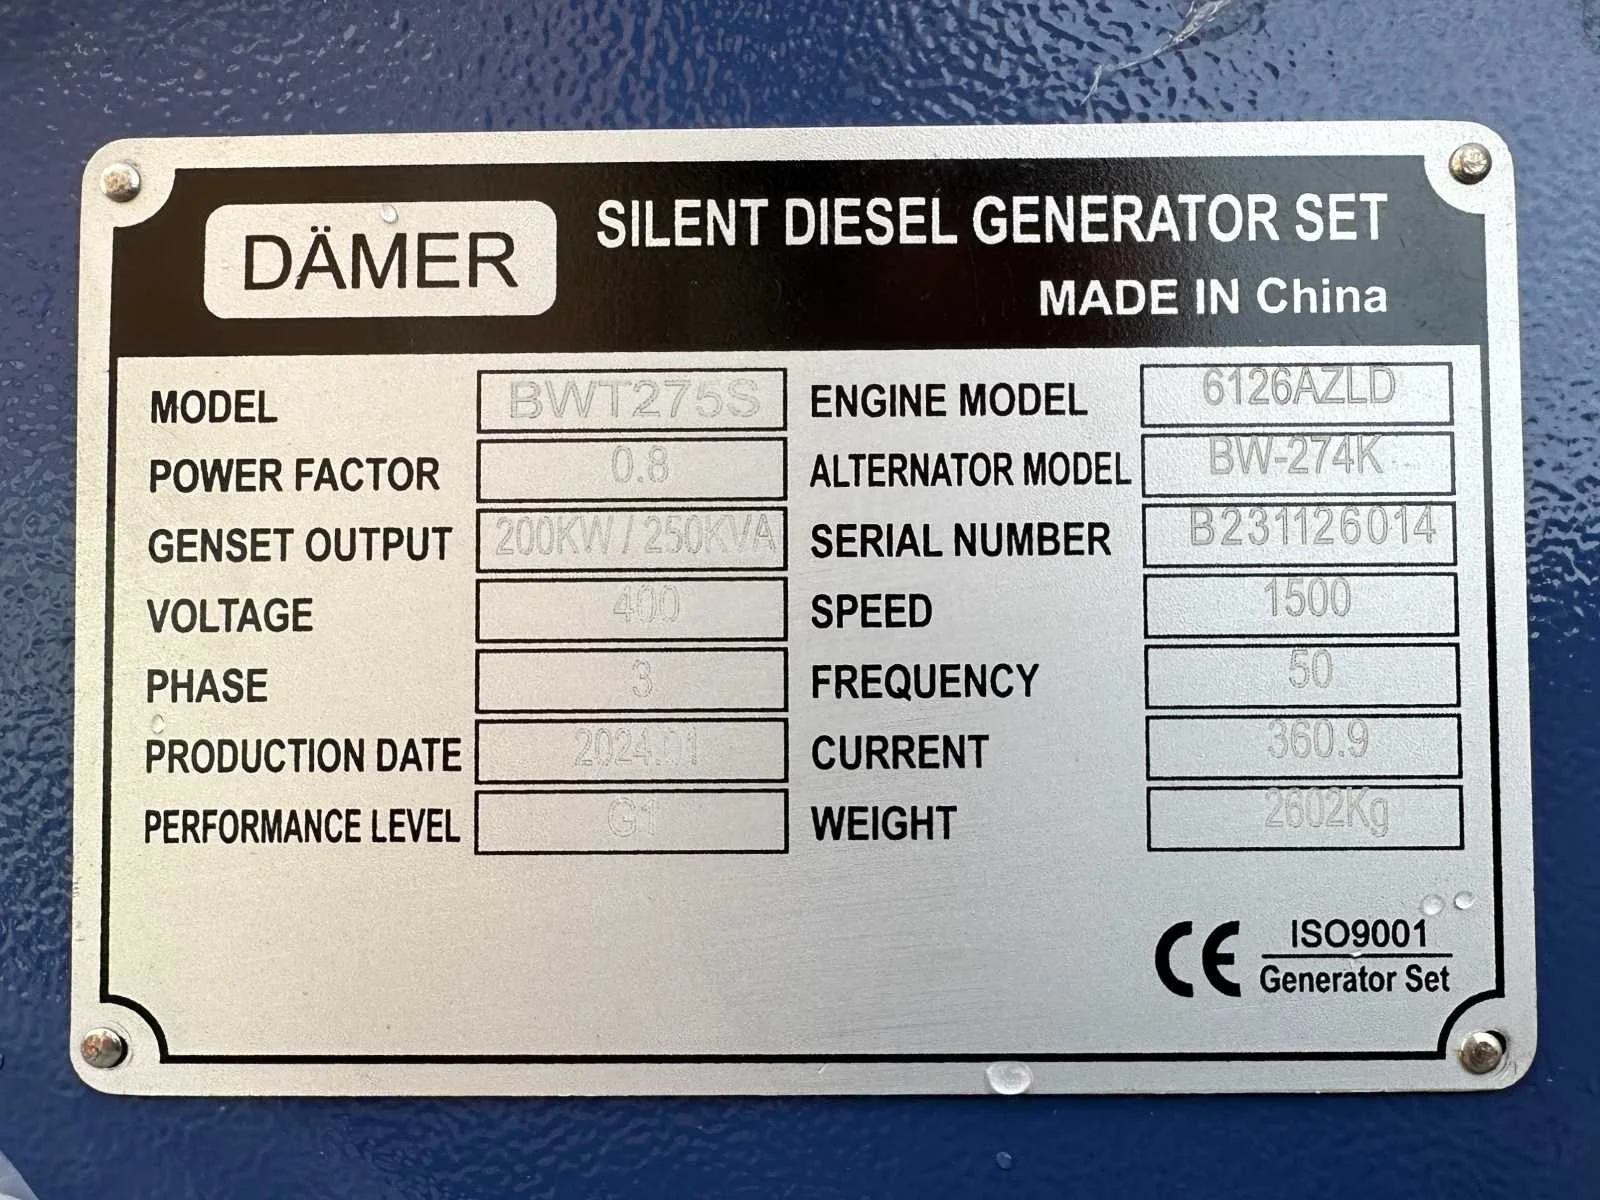 DÄMER
SILENT DIESEL GENERATOR SET
MADE IN China
MODEL BWT275S ENGINE MODEL 6126AZLD
POWER FACTOR 0.8 ALTERNATOR MODEL BW-274K
GENSET OUTPUT 200KW / 250KVA SERIAL NUMBER B231126014
VOLTAGE 400 SPEED 1500
PHASE 3 FREQUENCY 50
PRODUCTION DATE 2024.01 CURRENT 360.9
PERFORMANCE LEVEL G1 WEIGHT 2602Kg
CE ISO9001
Generator Set